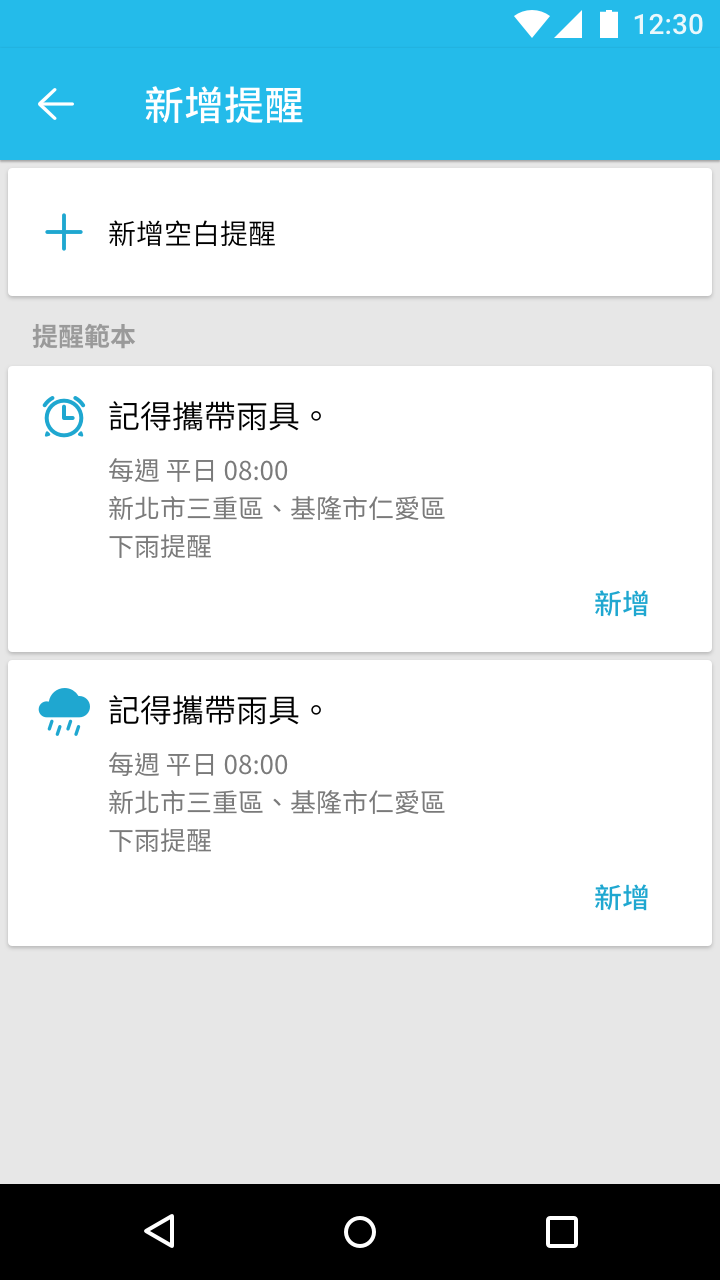 12:30
新增提醒
新增空白提醒
提醒範本
記得攜帶雨具。
每週 平日 08:00
新北市三重區、基隆市仁愛區
下雨提醒
新增
記得攜帶雨具。
每週 平日 08:00
新北市三重區、基隆市仁愛區
下雨提醒
新增